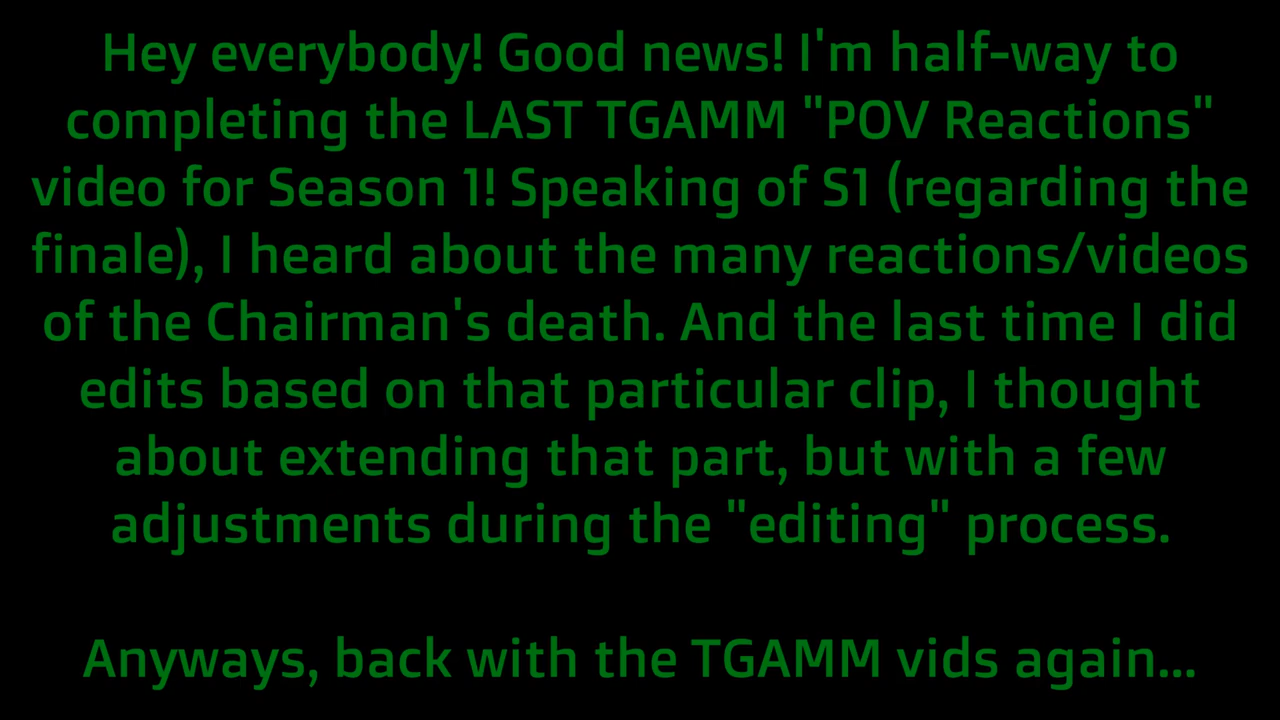 Hey everybody! Good news! I'm half-way to
completing the LAST TGAMM "POV Reactions"
video for Season 1! Speaking of S1 (regarding the
finale), I heard about the many reactions/videos
of the Chairman's death. And the last time I did
edits based on that particular clip, I thought
about extending that part, but with a few
adjustments during the "editing" process.
Anyways, back with the TGAMM vids again...